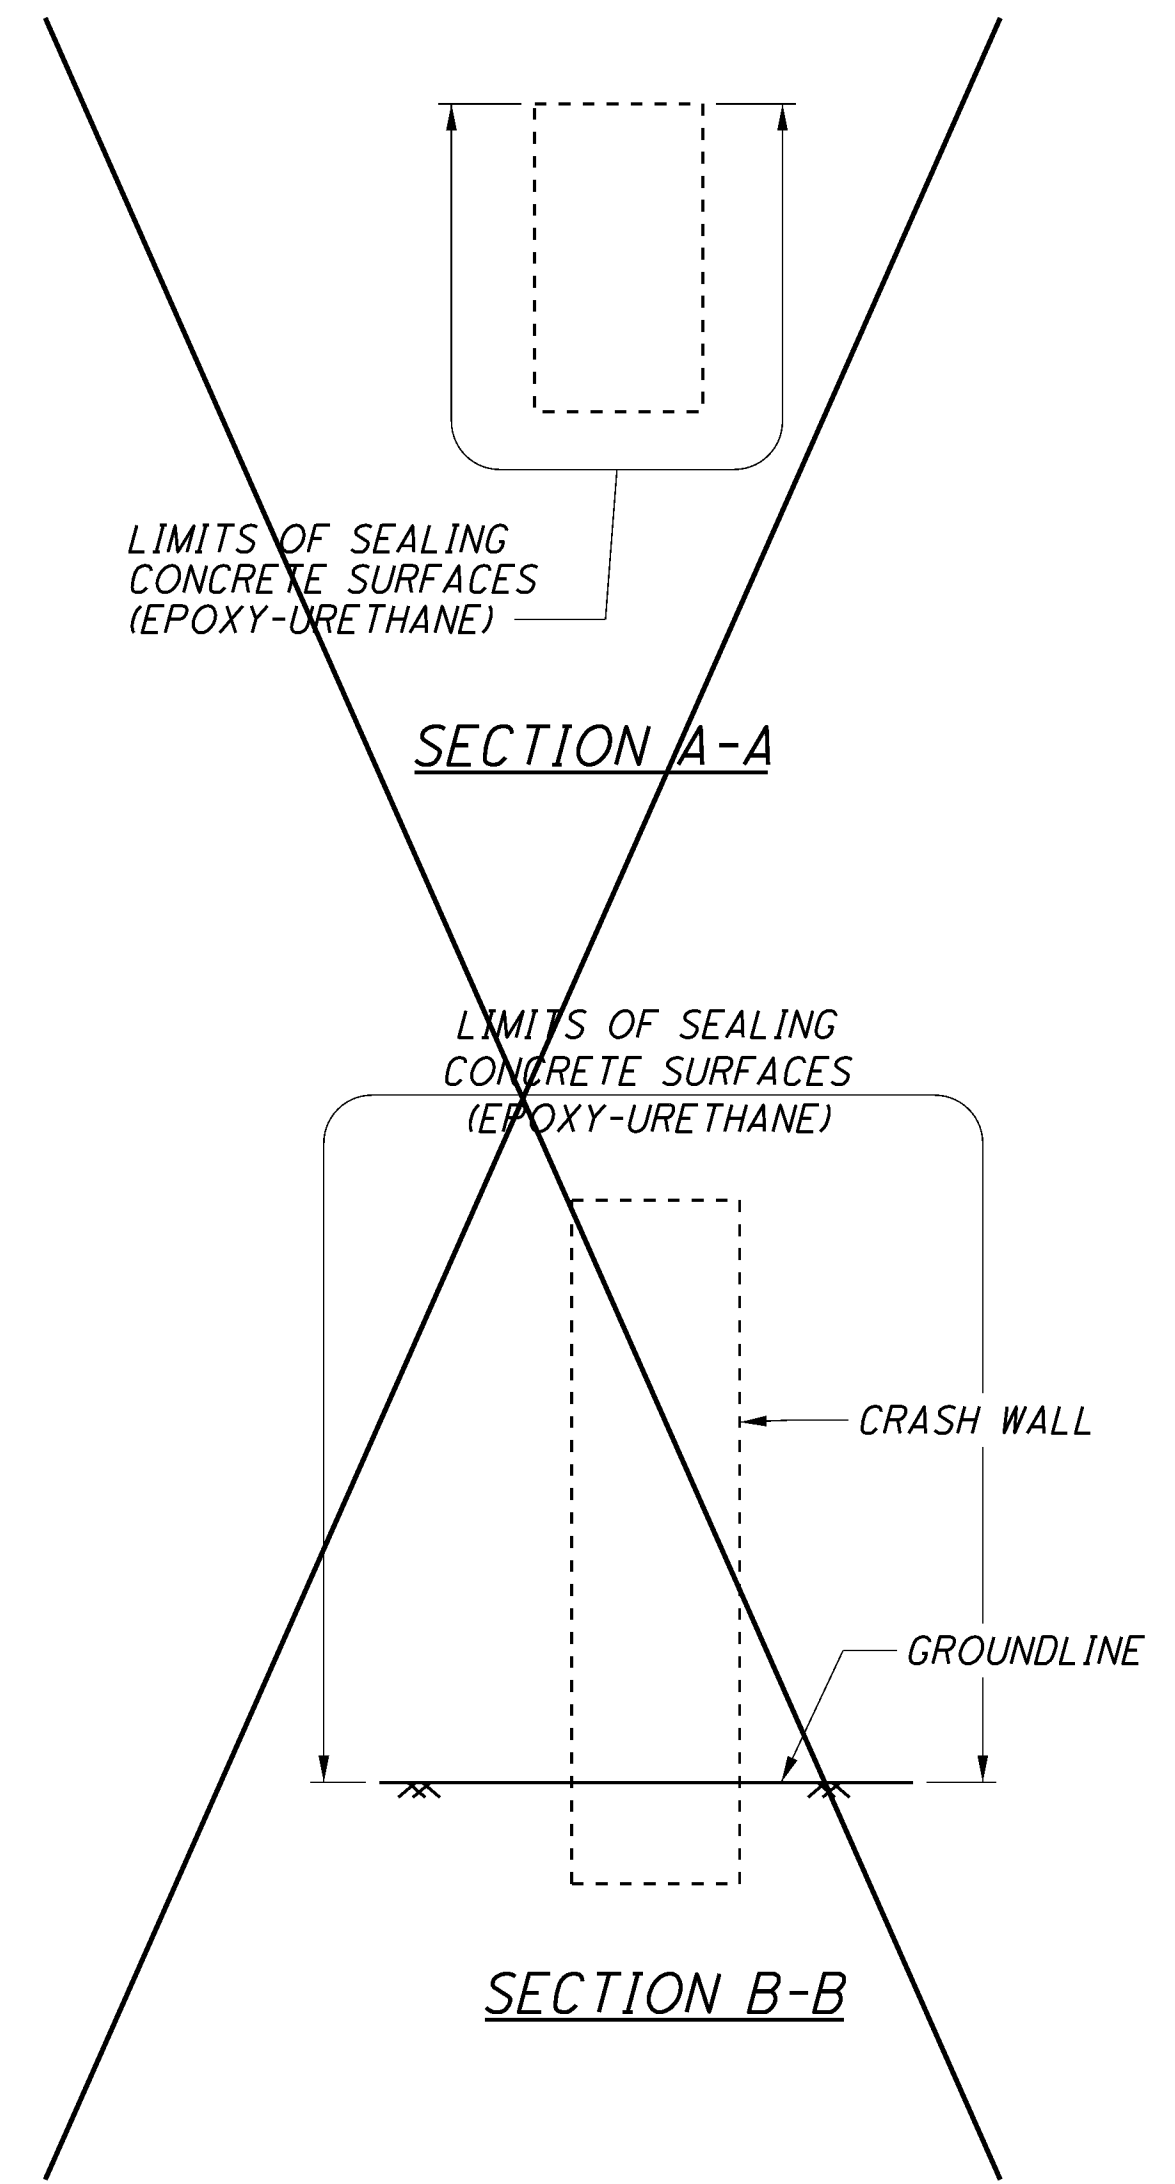 LIMITS OF SEALING
CONCRETE SURFACES
(EPOXY-URETHANE)
SECTION A-A
LIMITS OF SEALING
CONCRETE SURFACES
(EPOXY-URETHANE)
CRASH WALL
GROUNDLINE
SECTION B-B